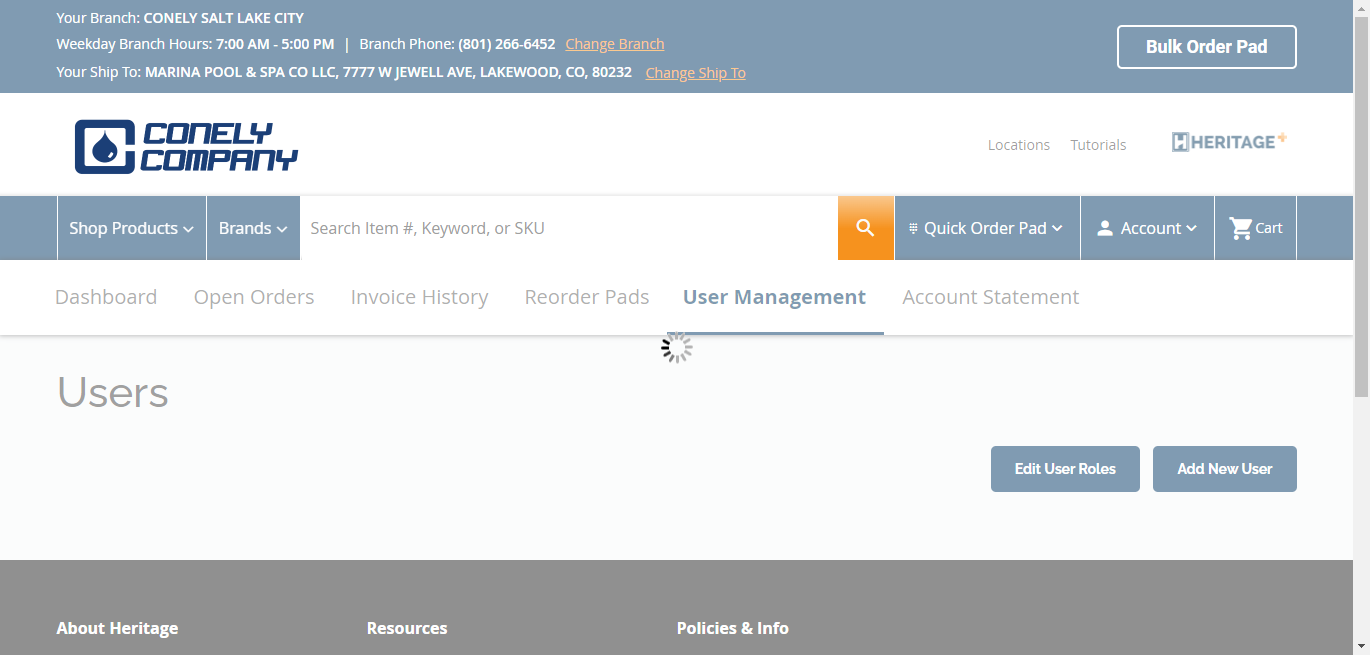 Your Branch: CONELY SALT LAKE CITY
Weekday Branch Hours: 7:00 AM - 5:00 PM | Branch Phone: (801) 266-6452 Change Branch
Your Ship To: MARINA POOL & SPA CO LLC, 7777 W JEWELL AVE, LAKEWOOD, CO, 80232 Change Ship To
Bulk Order Pad
CONELY
COMPANY
Locations Tutorials HERITAGE+
Shop Products Brands Search Item #, Keyword, or SKU Quick Order Pad Account Cart
Dashboard Open Orders Invoice History Reorder Pads User Management Account Statement
Users
Edit User Roles Add New User
About Heritage Resources Policies & Info